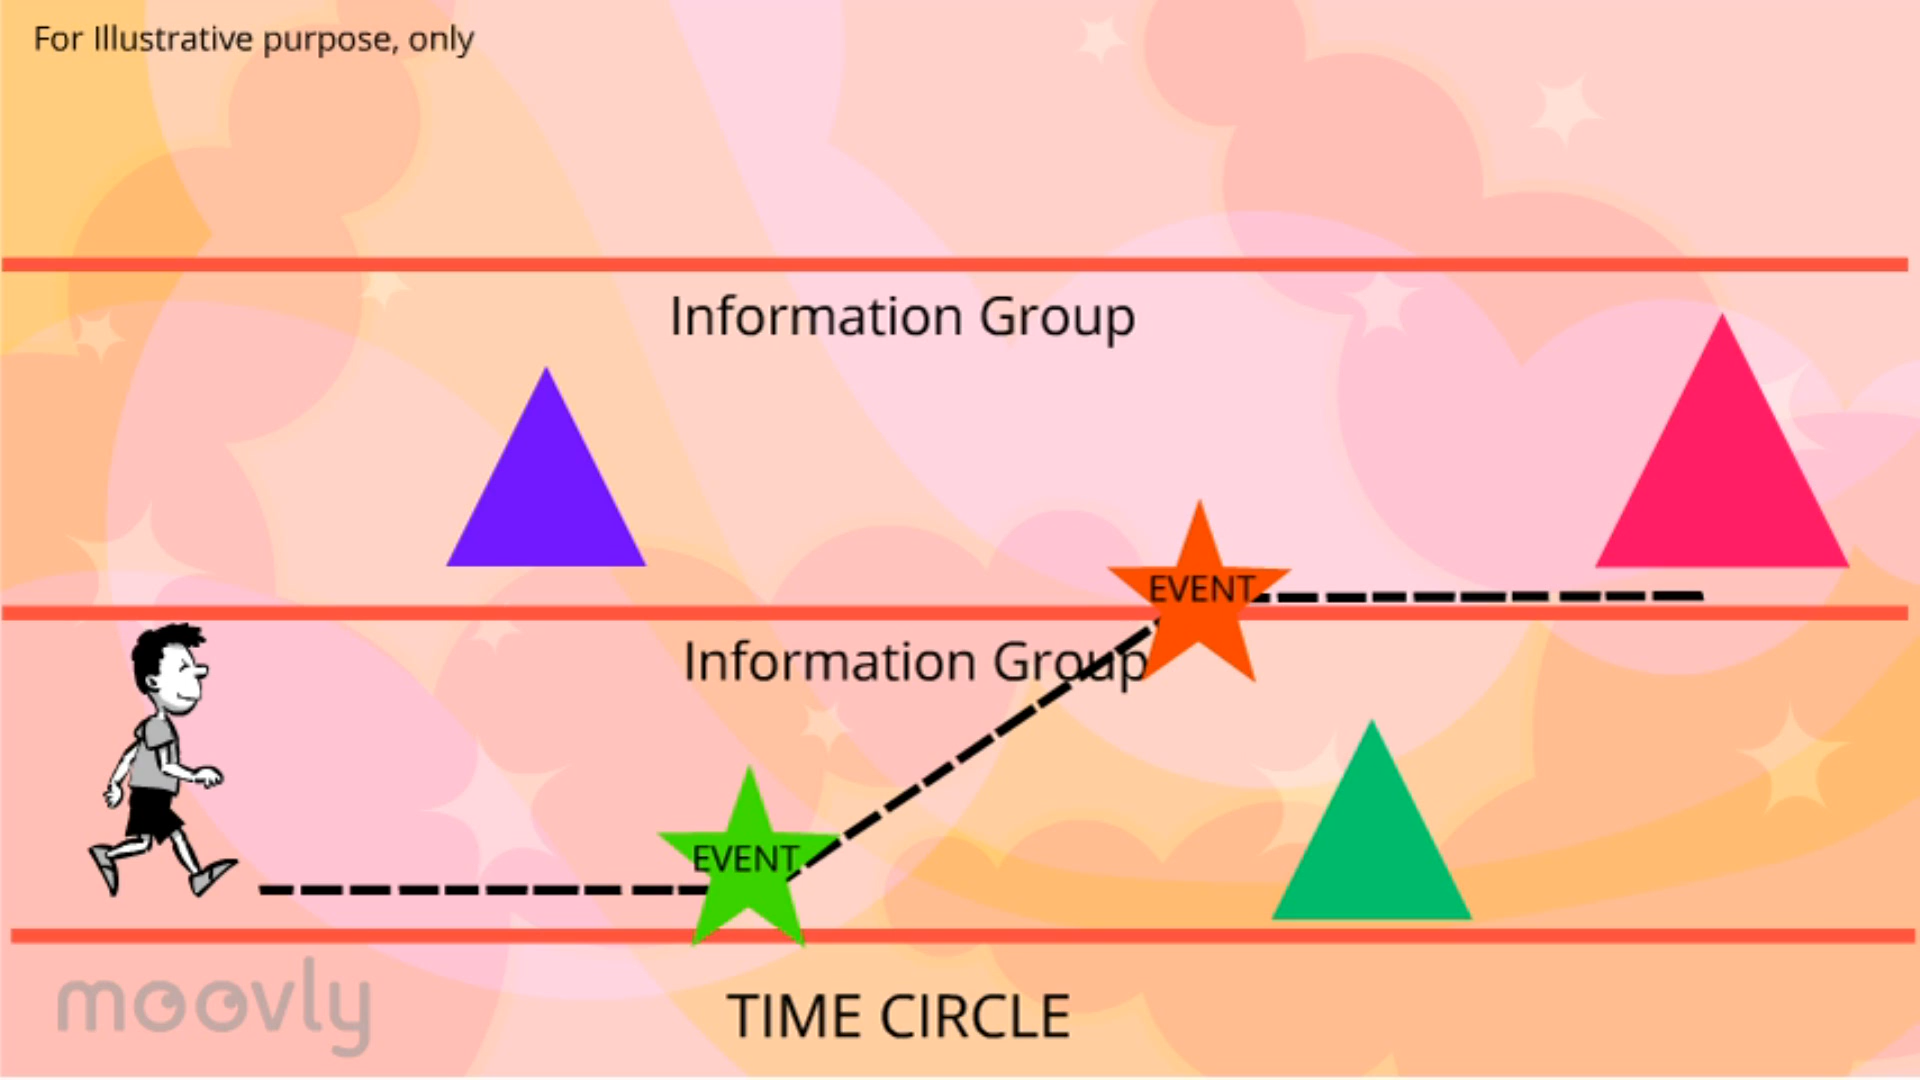 For Illustrative purpose, only
Information Group
EVENT
Information Group
EVENT
moovly
TIME CIRCLE